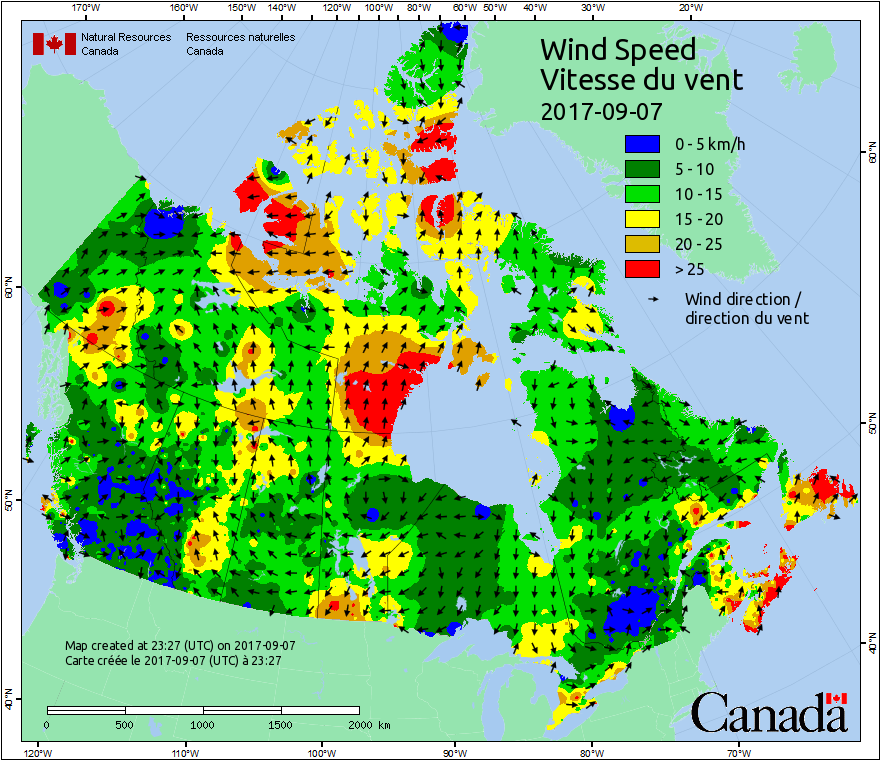 170°W 160°W 150°W 140°W 120°W 100°W 80°W 60°W 50°W 40°W 30°W 20°W
Natural Resources Ressources naturelles
Canada Canada
Wind Speed
Vitesse du vent
2017-09-07
0 - 5 km/h
5 - 10
10 - 15
15 - 20
20 - 25
> 25
Wind direction /
direction du vent
60°N
60°N
50°N
50°N
40°N
40°N
Map created at 23:27 (UTC) on 2017-09-07
Carte créée le 2017-09-07 (UTC) à 23:27
0 500 1000 1500 2000 km
Canada
120°W 110°W 100°W 90°W 80°W 70°W